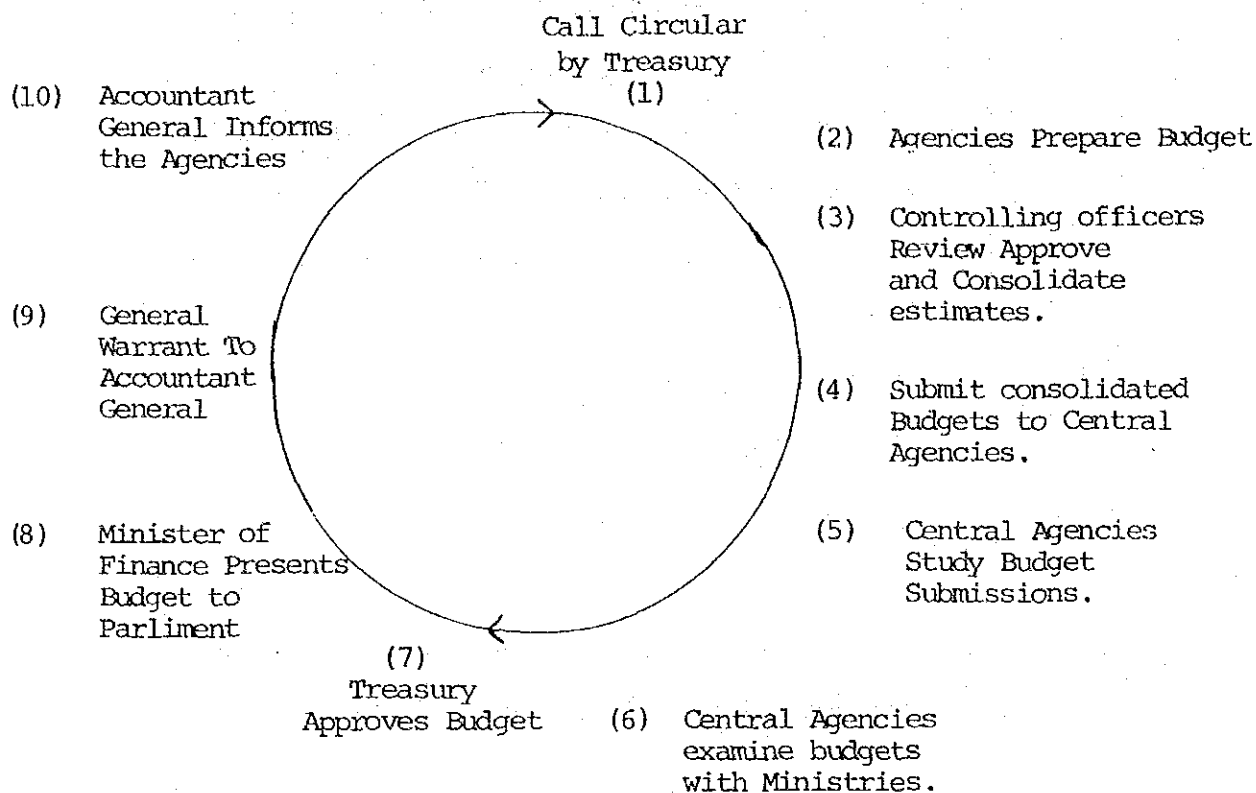 Call Circular
by Treasury
(1)
(2) Agencies Prepare Budget
(3) Controlling officers
Review Approve
and Consolidate
estimates.
(4) Submit consolidated
Budgets to Central
Agencies.
(5) Central Agencies
Study Budget
Submissions.
(6) Central Agencies
examine budgets
with Ministries.
(7)
Treasury
Approves Budget
(8) Minister of
Finance Presents
Budget to
Parliment
(9) General
Warrant To
Accountant
General
(10) Accountant
General Informs
the Agencies